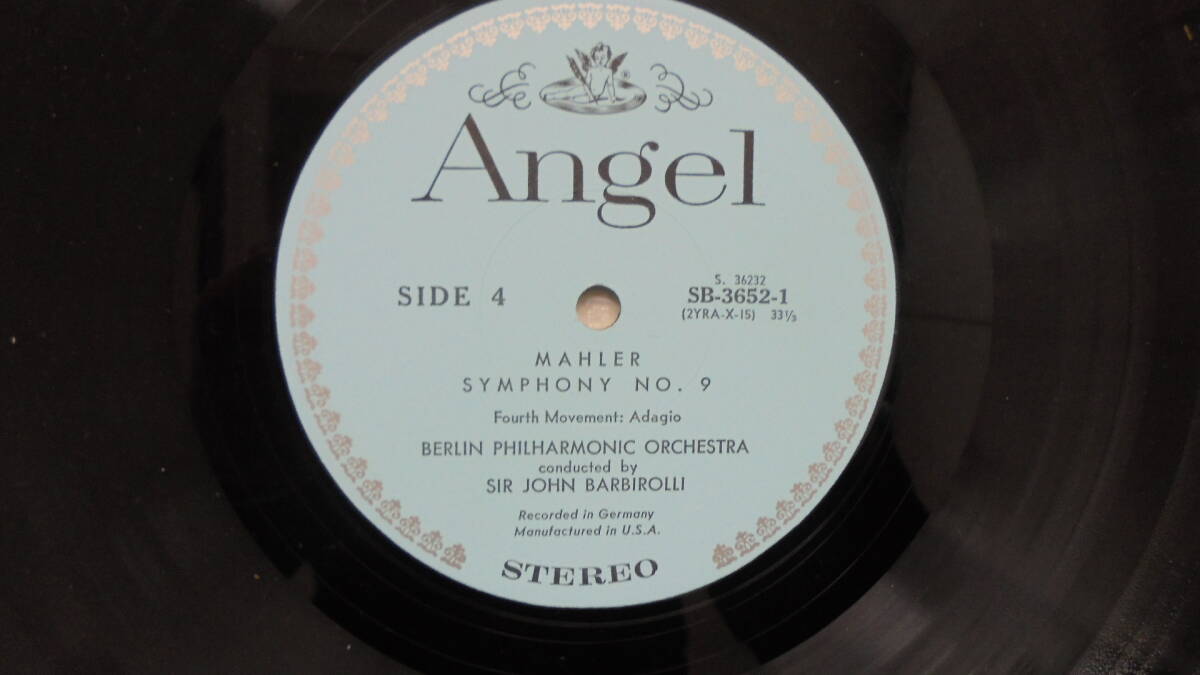 ®
Angel
SIDE 4
S. 36232
SB-3652-1
(2YRA-X-15) 33⅓
MAHLER
SYMPHONY NO. 9
Fourth Movement: Adagio
BERLIN PHILHARMONIC ORCHESTRA
conducted by
SIR JOHN BARBIROLLI
Recorded in Germany
Manufactured in U.S.A.
STEREO